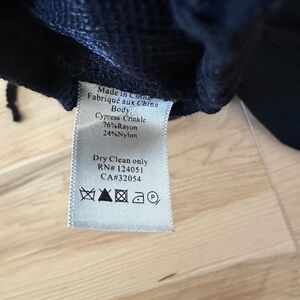 Made in China
Fabriqué aux China
Body:
Cypress Crinkle
76%Rayon
24%Nylon
Dry Clean only
RN# 124051
CA#32054